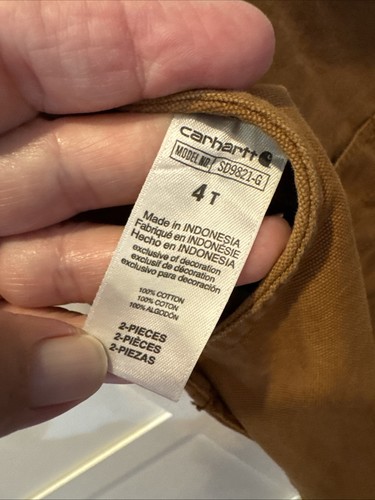 carhartt
MODEL NO. SD9821-G
4T
Made in INDONESIA
Fabriqué en INDONÉSIE
Hecho en INDONESIA
exclusive of decoration
exclusif de décoration
exclusivo para decoración
100% COTTON
100% COTON
100% ALGODÓN
2-PIECES
2-PIÈCES
2-PIEZAS